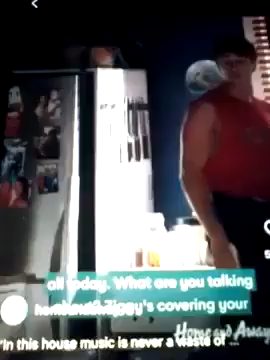 all today. What are you talking
Ziggy's covering your
Home and Away
"In this house music is never a waste of ...